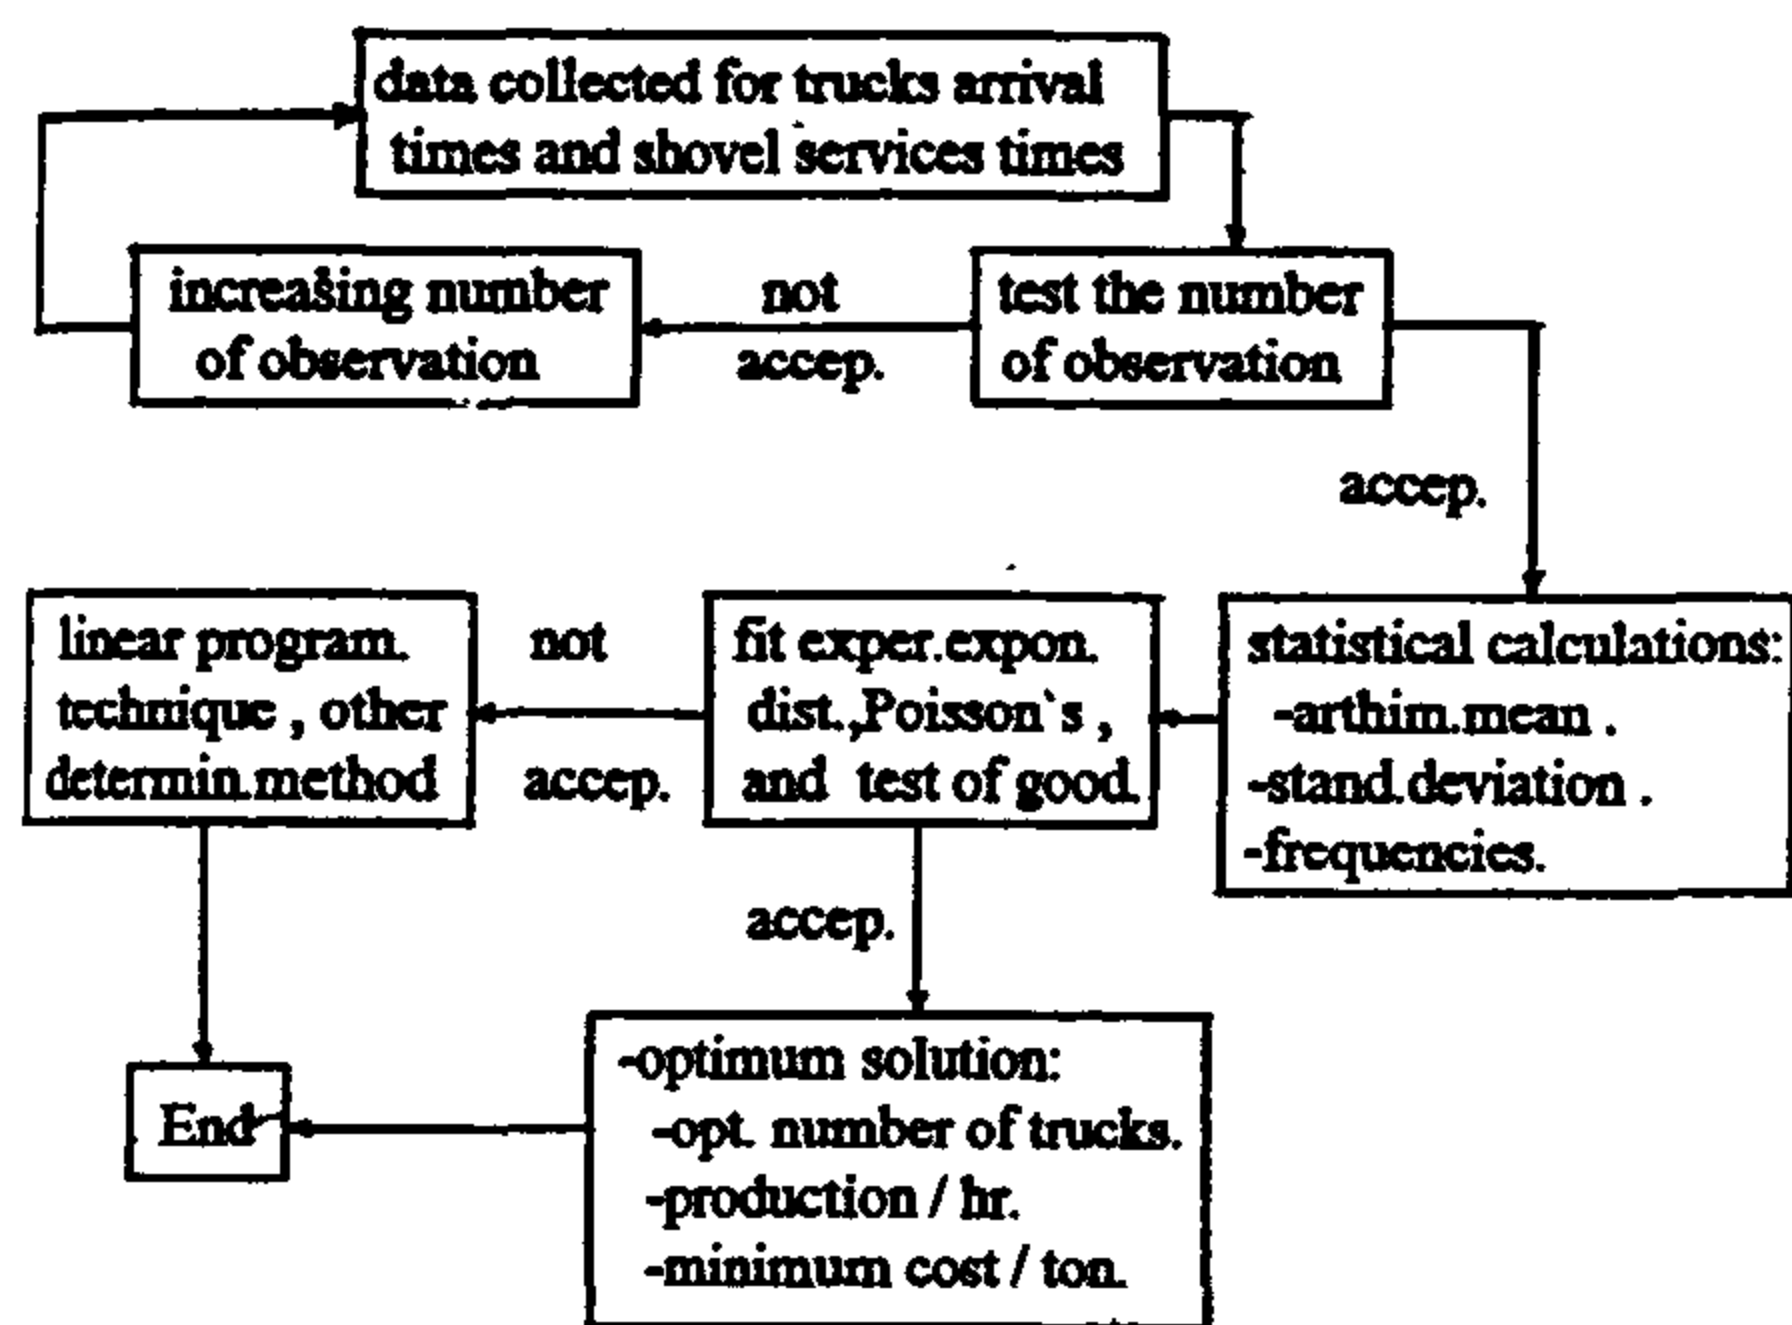 data collected for trucks arrival
times and shovel services times
increasing number
of observation
not
accep.
test the number
of observation
accep.
linear program.
technique , other
determin.method
not
accep.
fit exper.expon.
dist.,Poisson`s ,
and test of good.
statistical calculations:
-arthim.mean .
-stand.deviation .
-frequencies.
accep.
-optimum solution:
-opt. number of trucks.
-production / hr.
-minimum cost / ton.
End